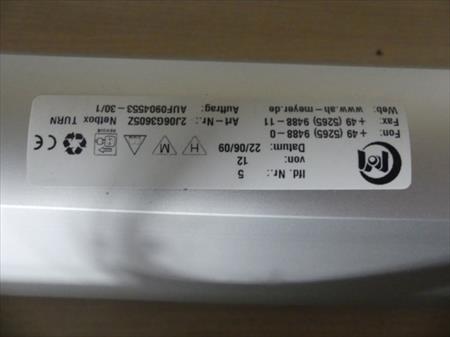 lfd. Nr.: 5
von: 12
Datum: 22/06/09
Art-Nr.: 2J06G36052 Netbox TURN
Auftrag: AUF0904553-30/1
Fon: +49 (5265) 9488-0
Fax: +49 (5265) 9488-11
Web: www.ah-meyer.de
H
M
CE